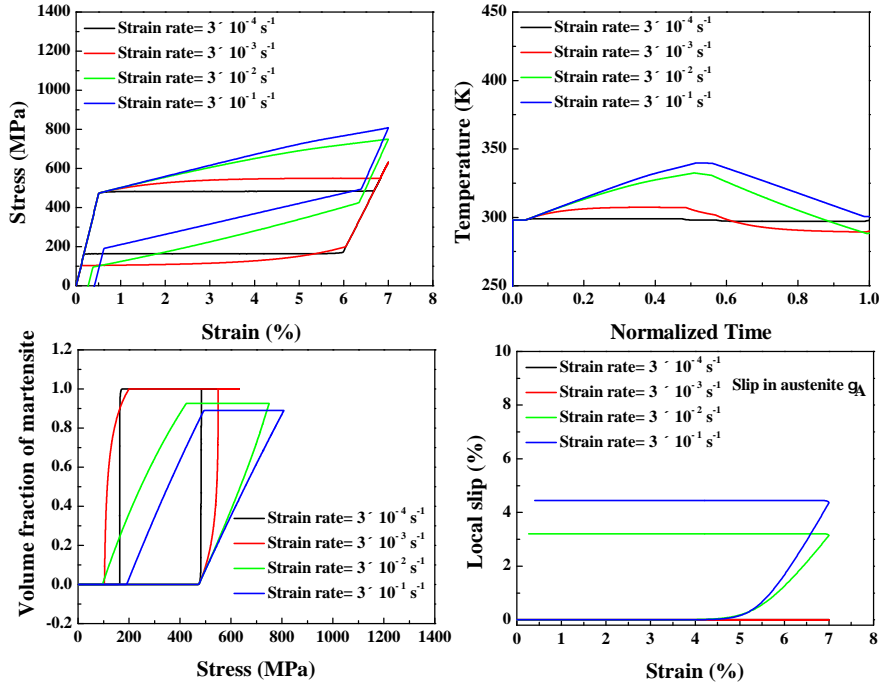 1400
1200
1000
800
600
400
200
0
0 1 2 3 4 5 6 7 8
Stress (MPa)
Strain (%)
Strain rate= 3´ 10-4 s-1
Strain rate= 3´ 10-3 s-1
Strain rate= 3´ 10-2 s-1
Strain rate= 3´ 10-1 s-1
450
400
350
300
250
0.0 0.2 0.4 0.6 0.8 1.0
Temperature (K)
Normalized Time
Strain rate= 3´ 10-4 s-1
Strain rate= 3´ 10-3 s-1
Strain rate= 3´ 10-2 s-1
Strain rate= 3´ 10-1 s-1
1.2
1.0
0.8
0.6
0.4
0.2
0.0
-0.2
0 200 400 600 800 1000 1200 1400
Volume fraction of martensite
Stress (MPa)
Strain rate= 3´ 10-4 s-1
Strain rate= 3´ 10-3 s-1
Strain rate= 3´ 10-2 s-1
Strain rate= 3´ 10-1 s-1
10
8
6
4
2
0
0 1 2 3 4 5 6 7 8
Local slip (%)
Strain (%)
Strain rate= 3´ 10-4 s-1
Strain rate= 3´ 10-3 s-1
Strain rate= 3´ 10-2 s-1
Strain rate= 3´ 10-1 s-1
Slip in austenite gA